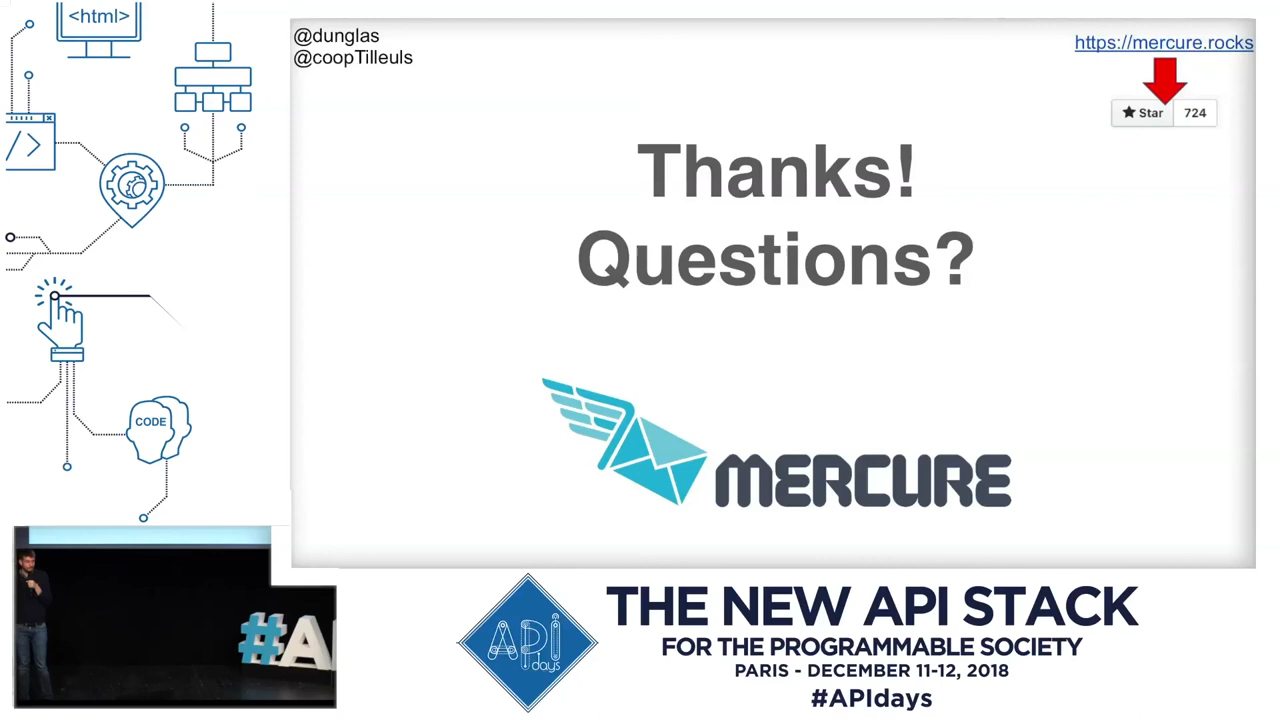 <html>
@dunglas
@coopTilleuls
https://mercure.rocks
Star 724
Thanks!
Questions?
MERCURE
</>
CODE
#A
API
days
THE NEW API STACK
FOR THE PROGRAMMABLE SOCIETY
PARIS - DECEMBER 11-12, 2018
#APIdays